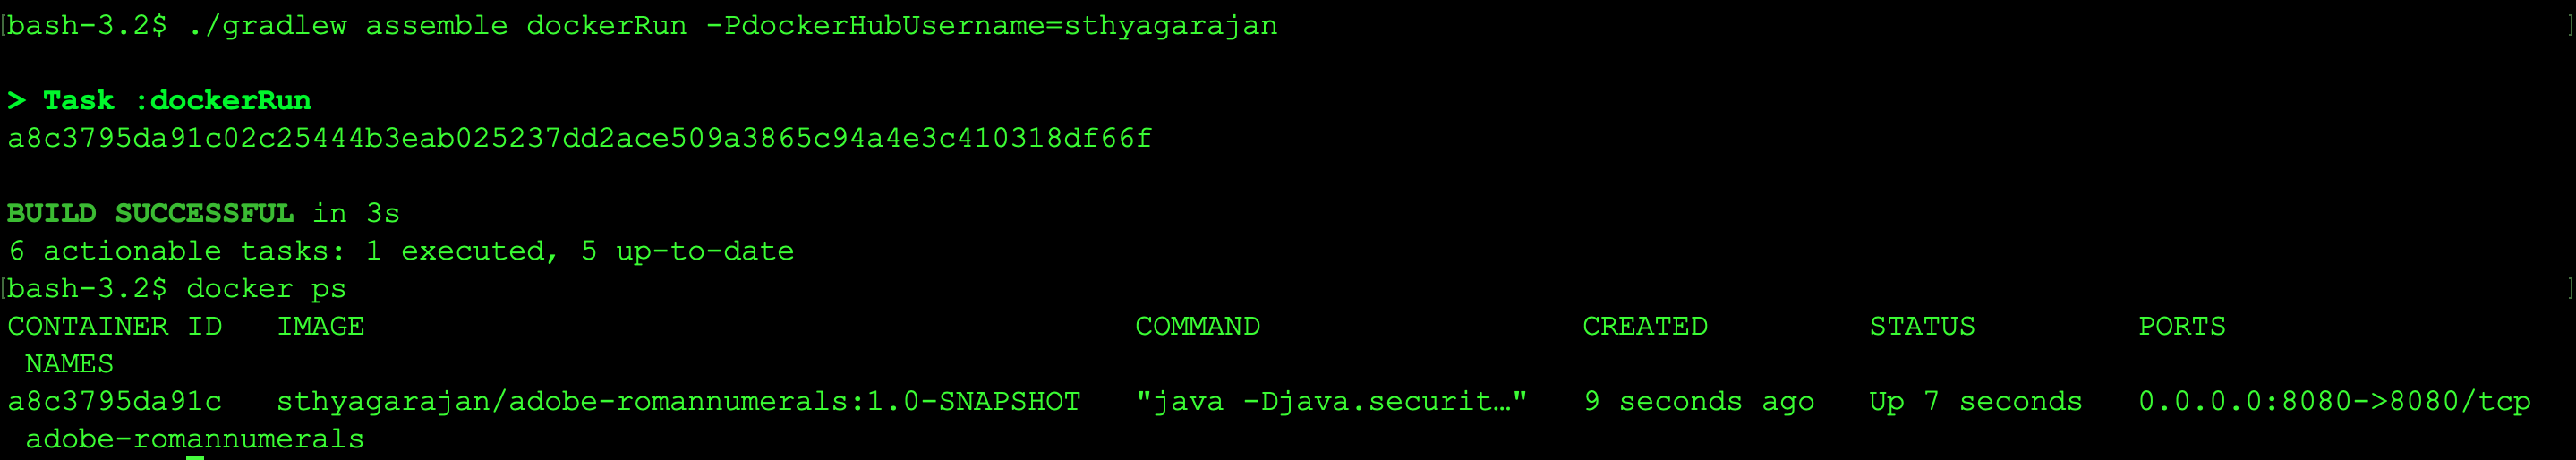 [bash-3.2$ ./gradlew assemble dockerRun -PdockerHubUsername=sthyagarajan ]
> Task :dockerRun
a8c3795da91c02c25444b3eab025237dd2ace509a3865c94a4e3c410318df66f
BUILD SUCCESSFUL in 3s
6 actionable tasks: 1 executed, 5 up-to-date
[bash-3.2$ docker ps ]
CONTAINER ID   IMAGE   COMMAND   CREATED   STATUS   PORTS
NAMES
a8c3795da91c   sthyagarajan/adobe-romannumerals:1.0-SNAPSHOT   "java -Djava.securit…"   9 seconds ago   Up 7 seconds   0.0.0.0:8080->8080/tcp
adobe-romannumerals